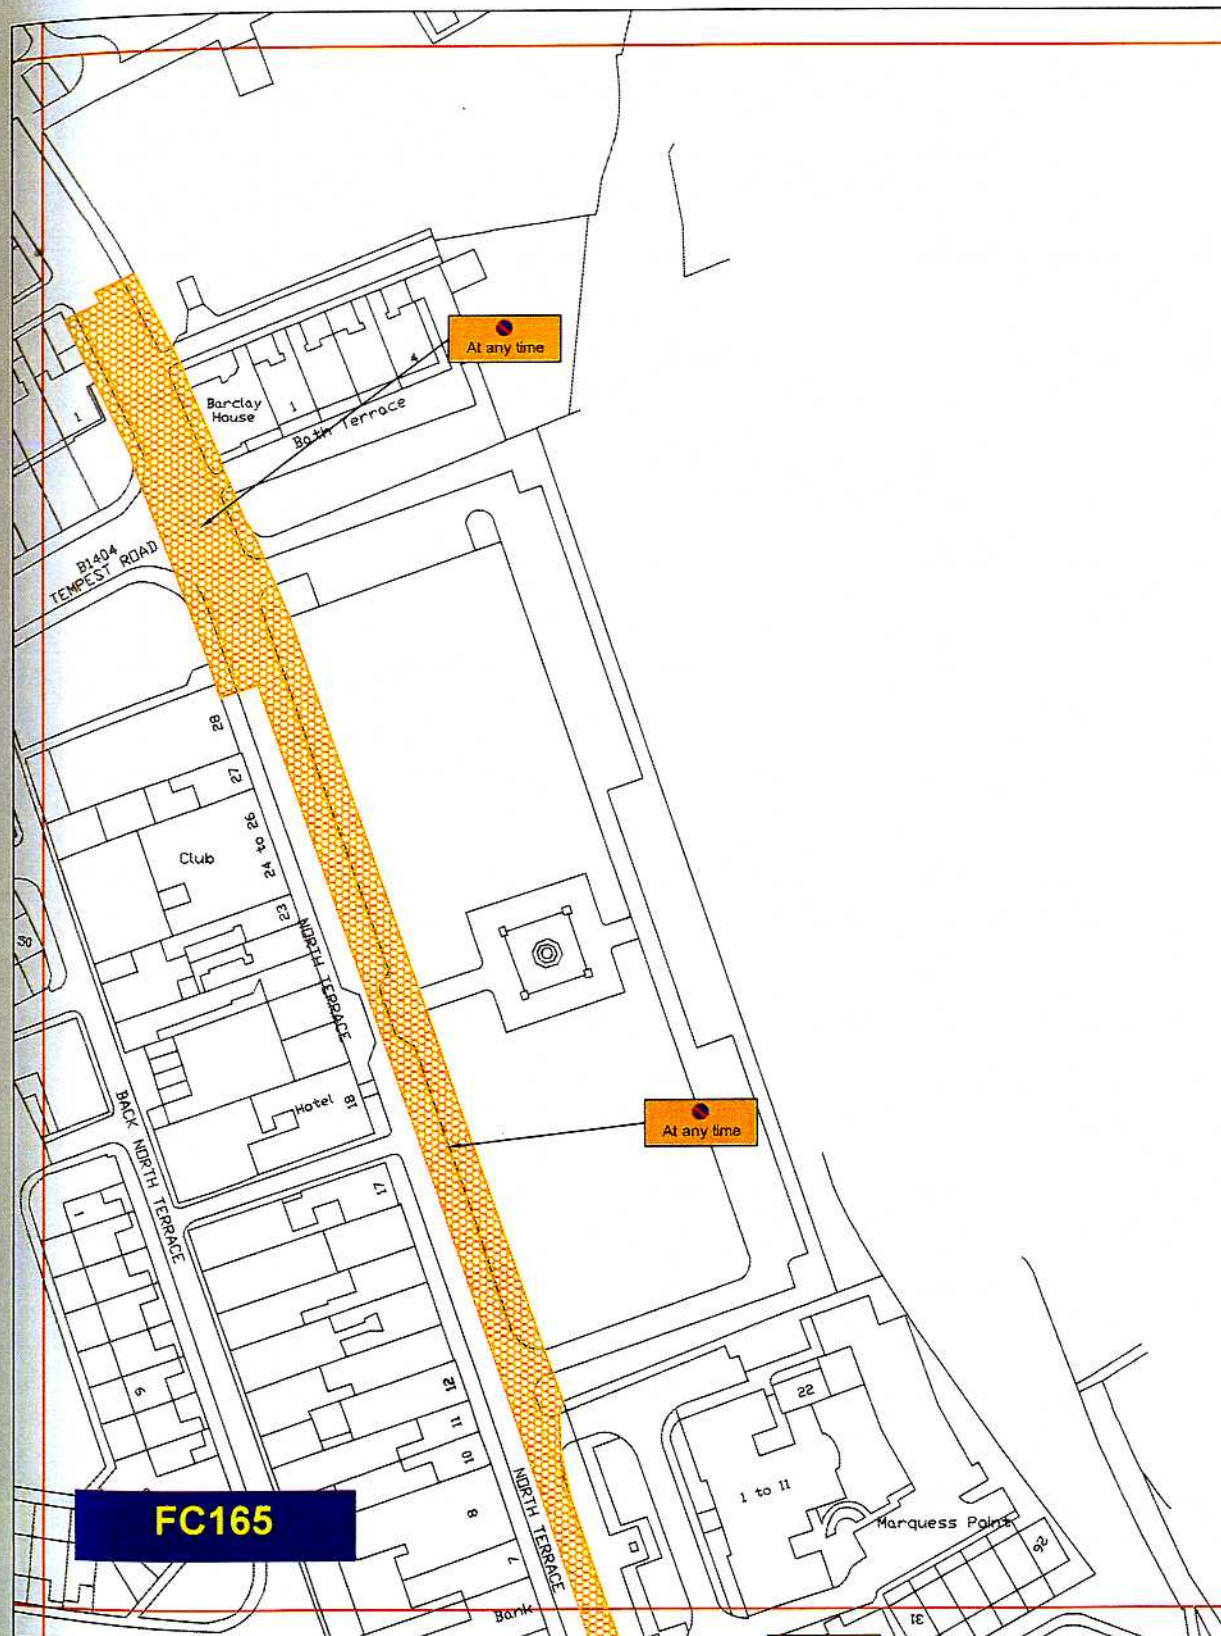 At any time
4
1
Barclay
House
Bath Terrace
1
B1404
TEMPEST ROAD
28
27
24 to 26
Club
23
NORTH TERRACE
30
Hotel
18
At any time
BACK NORTH TERRACE
17
1
12
9
11
10
22
8
1 to 11
NORTH TERRACE
FC165
Marquess Point
26
7
Bank
31